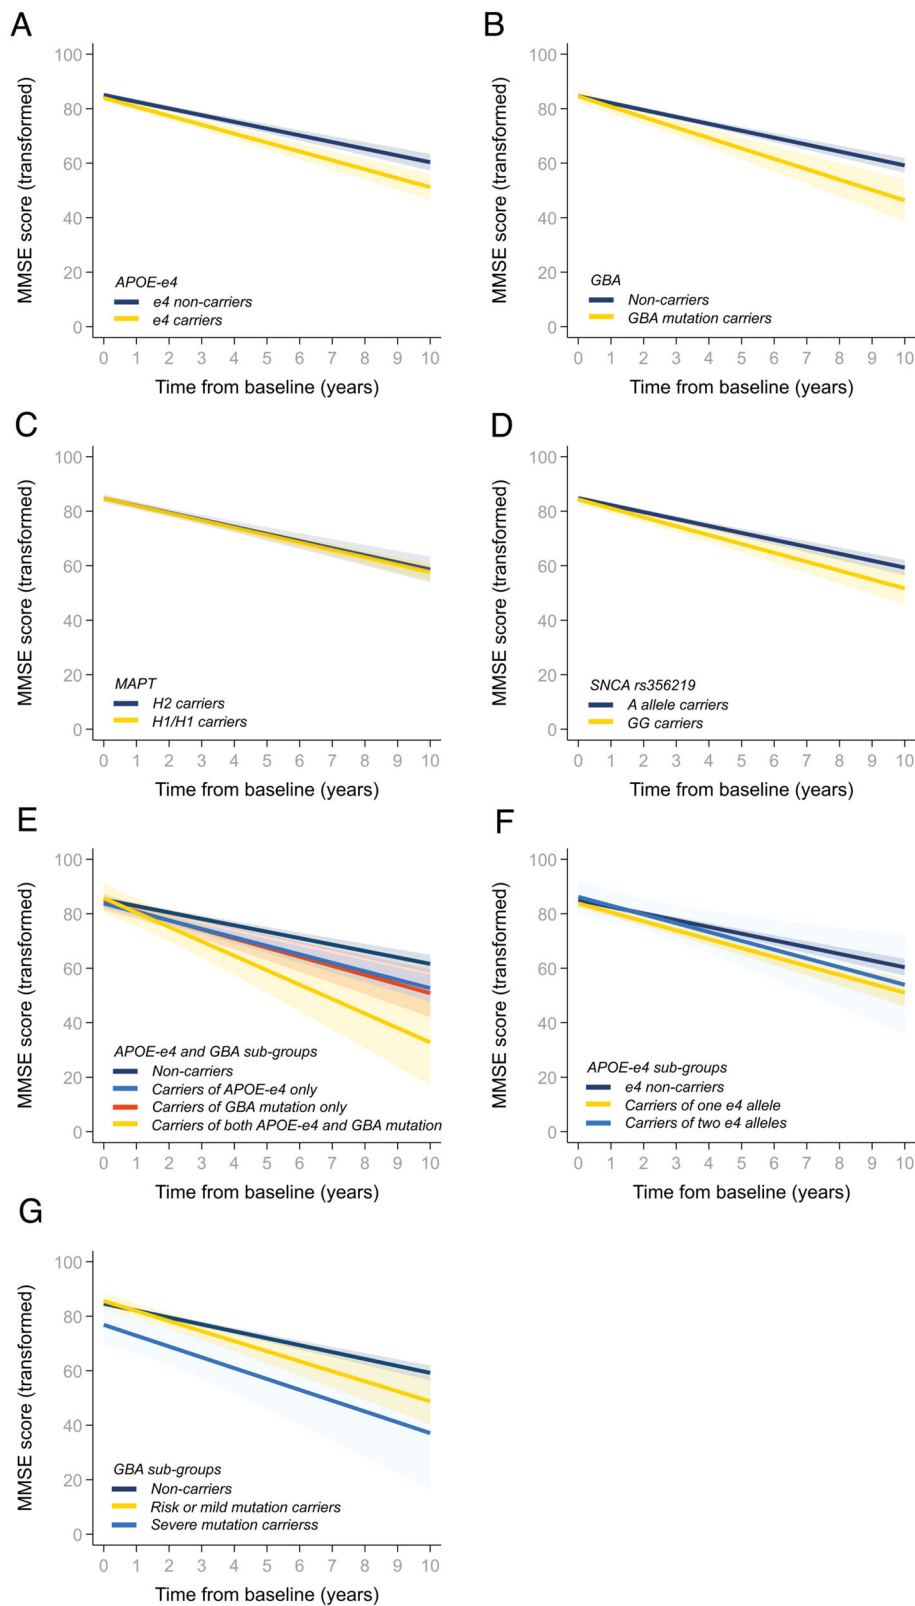 A
MMSE score (transformed)
100
80
60
40
20
0
APOE-e4
e4 non-carriers
e4 carriers
0 1 2 3 4 5 6 7 8 9 10
Time from baseline (years)
B
MMSE score (transformed)
100
80
60
40
20
0
GBA
Non-carriers
GBA mutation carriers
0 1 2 3 4 5 6 7 8 9 10
Time from baseline (years)
C
MMSE score (transformed)
100
80
60
40
20
0
MAPT
H2 carriers
H1/H1 carriers
0 1 2 3 4 5 6 7 8 9 10
Time from baseline (years)
D
MMSE score (transformed)
100
80
60
40
20
0
SNCA rs356219
A allele carriers
GG carriers
0 1 2 3 4 5 6 7 8 9 10
Time from baseline (years)
E
MMSE score (transformed)
100
80
60
40
20
0
APOE-e4 and GBA sub-groups
Non-carriers
Carriers of APOE-e4 only
Carriers of GBA mutation only
Carriers of both APOE-e4 and GBA mutation
0 1 2 3 4 5 6 7 8 9 10
Time from baseline (years)
F
MMSE score (transformed)
100
80
60
40
20
0
APOE-e4 sub-groups
e4 non-carriers
Carriers of one e4 allele
Carriers of two e4 alleles
0 1 2 3 4 5 6 7 8 9 10
Time fom baseline (years)
G
MMSE score (transformed)
100
80
60
40
20
0
GBA sub-groups
Non-carriers
Risk or mild mutation carriers
Severe mutation carrierss
0 1 2 3 4 5 6 7 8 9 10
Time from baseline (years)